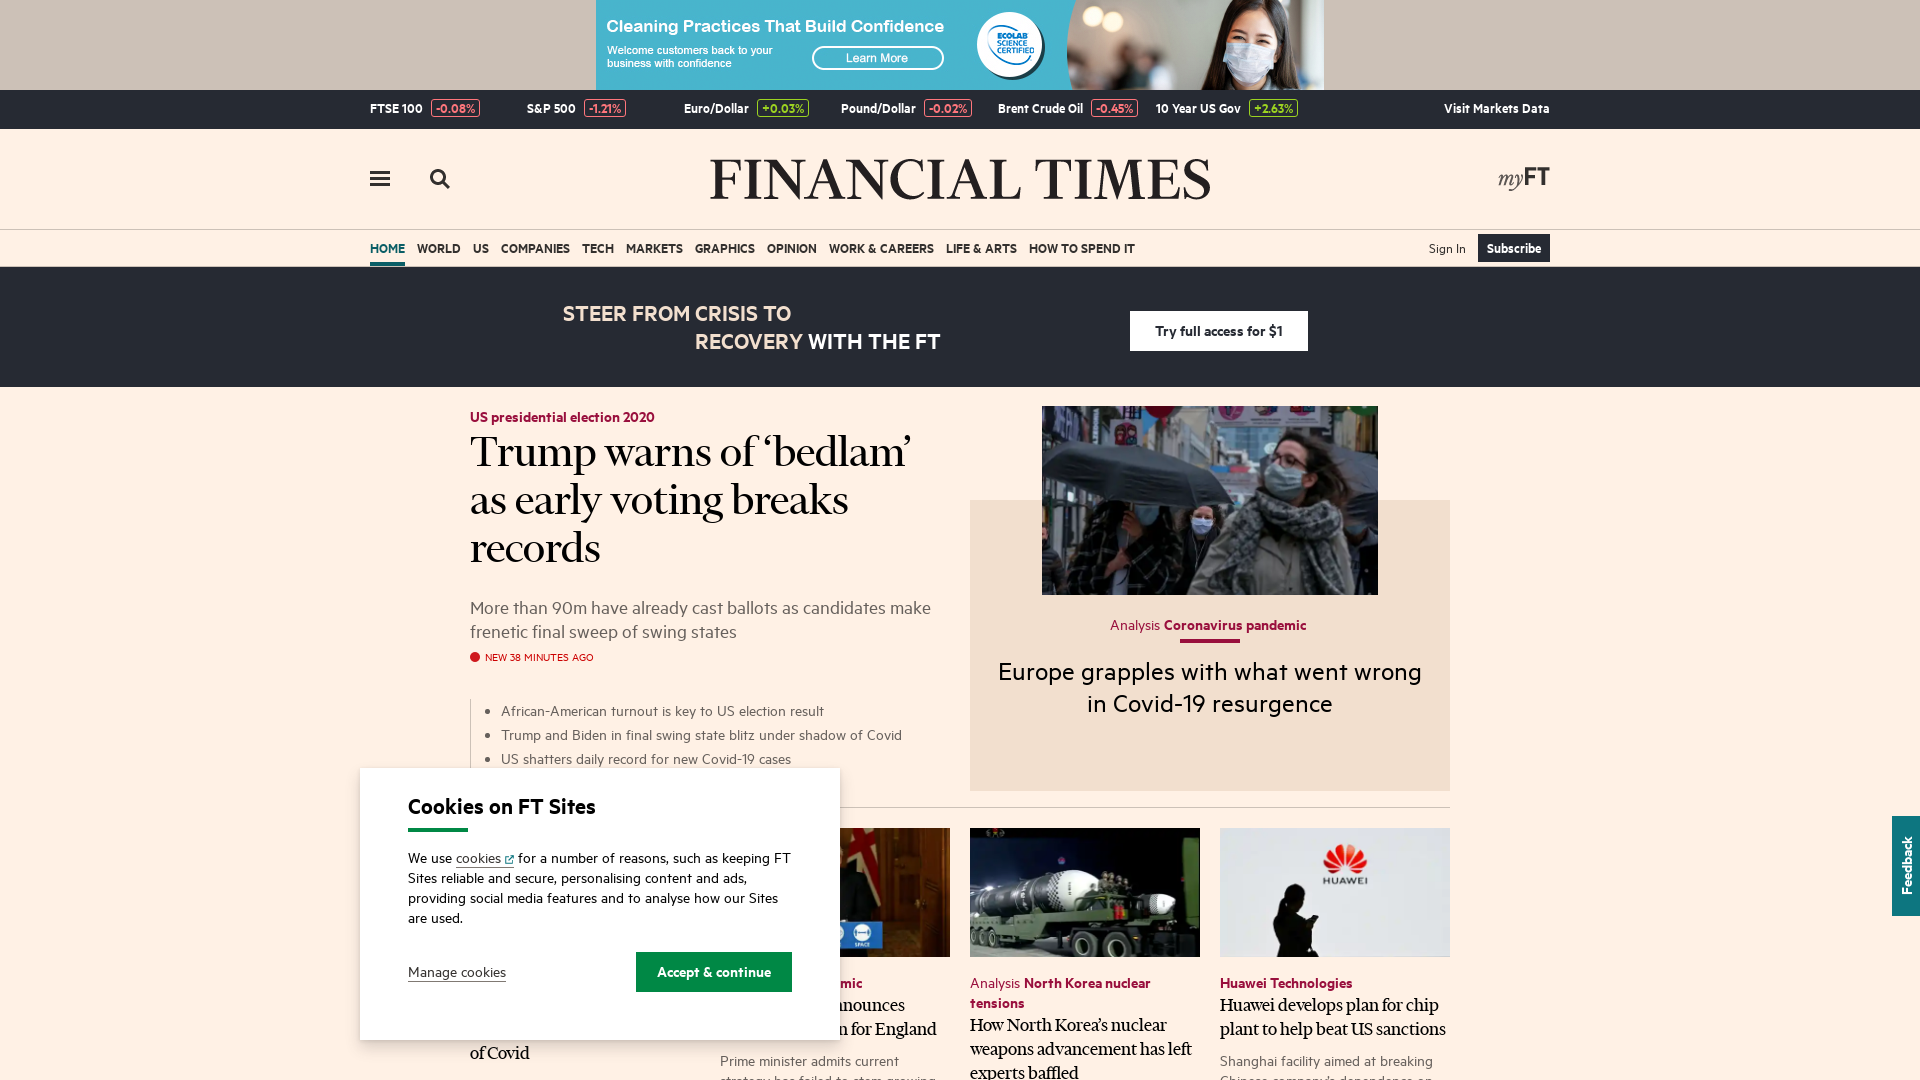 Cleaning Practices That Build Confidence
Welcome customers back to your
business with confidence
Learn More
ECOLAB
SCIENCE
CERTIFIED
FTSE 100 -0.08%
S&P 500 -1.21%
Euro/Dollar +0.03%
Pound/Dollar -0.02%
Brent Crude Oil -0.45%
10 Year US Gov +2.63%
Visit Markets Data
FINANCIAL TIMES
myFT
HOME WORLD US COMPANIES TECH MARKETS GRAPHICS OPINION WORK & CAREERS LIFE & ARTS HOW TO SPEND IT
Sign In
Subscribe
STEER FROM CRISIS TO
RECOVERY WITH THE FT
Try full access for $1
US presidential election 2020
Trump warns of ‘bedlam’
as early voting breaks
records
More than 90m have already cast ballots as candidates make
frenetic final sweep of swing states
NEW 38 MINUTES AGO
African-American turnout is key to US election result
Trump and Biden in final swing state blitz under shadow of Covid
US shatters daily record for new Covid-19 cases
Analysis Coronavirus pandemic
Europe grapples with what went wrong
in Covid-19 resurgence
Cookies on FT Sites
We use cookies for a number of reasons, such as keeping FT
Sites reliable and secure, personalising content and ads,
providing social media features and to analyse how our Sites
are used.
Manage cookies
Accept & continue
of Covid
SPACE
for England
Prime minister admits current
Analysis North Korea nuclear
tensions
How North Korea’s nuclear
weapons advancement has left
experts baffled
HUAWEI
Huawei Technologies
Huawei develops plan for chip
plant to help beat US sanctions
Shanghai facility aimed at breaking
Feedback